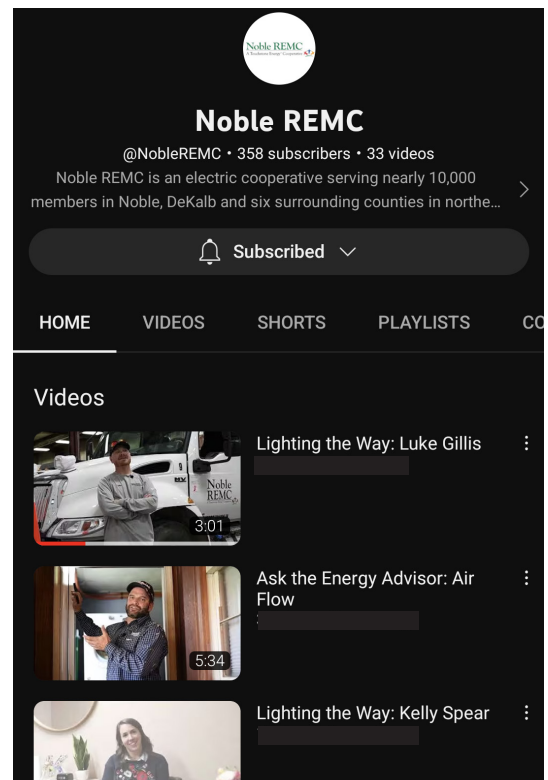 Noble REMC
A Touchstone Energy® Cooperative
Noble REMC
@NobleREMC • 358 subscribers • 33 videos
Noble REMC is an electric cooperative serving nearly 10,000
members in Noble, DeKalb and six surrounding counties in northe...
Subscribed
HOME VIDEOS SHORTS PLAYLISTS CO
Videos
Lighting the Way: Luke Gillis
Noble
REMC
3:01
Ask the Energy Advisor: Air
Flow
5:34
Lighting the Way: Kelly Spear